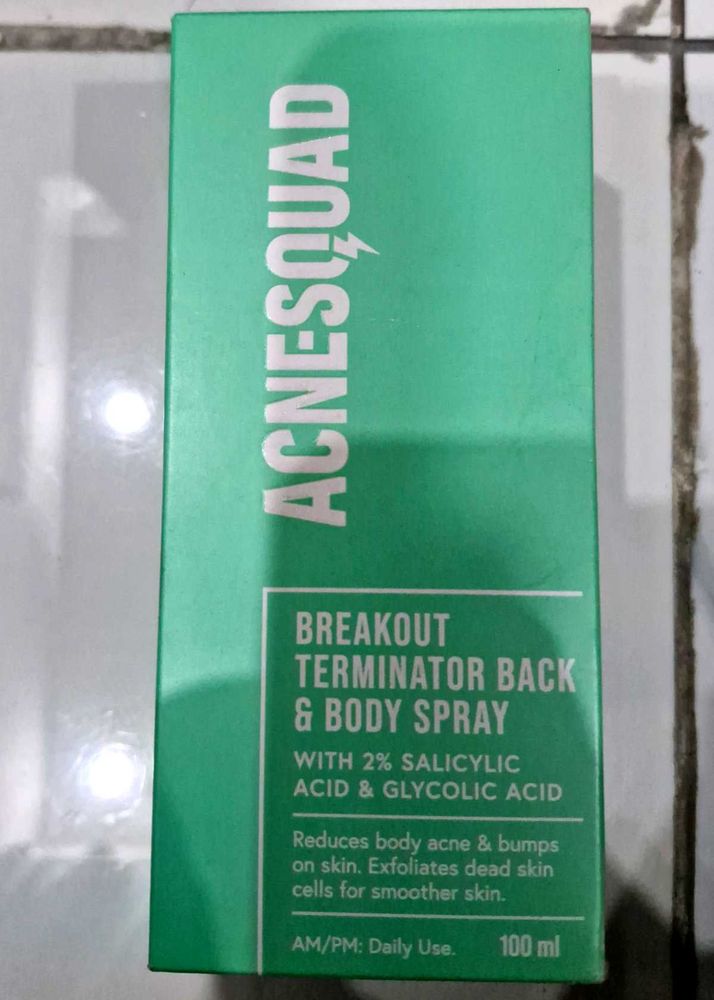 ACNESQUAD
BREAKOUT
TERMINATOR BACK
& BODY SPRAY
WITH 2% SALICYLIC
ACID & GLYCOLIC ACID
Reduces body acne & bumps
on skin. Exfoliates dead skin
cells for smoother skin.
AM/PM: Daily Use. 100 ml